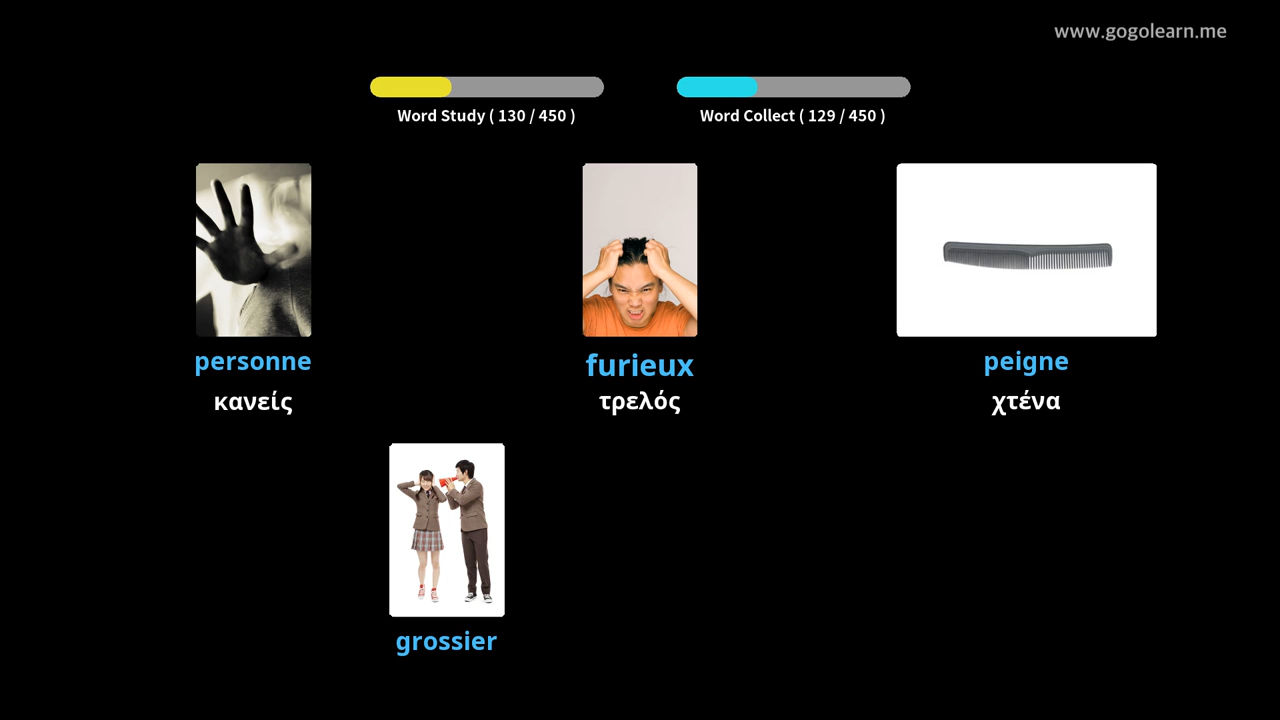 www.gogolearn.me
Word Study ( 130 / 450 )
Word Collect ( 129 / 450 )
personne
furieux
peigne
κανείς
τρελός
χτένα
grossier